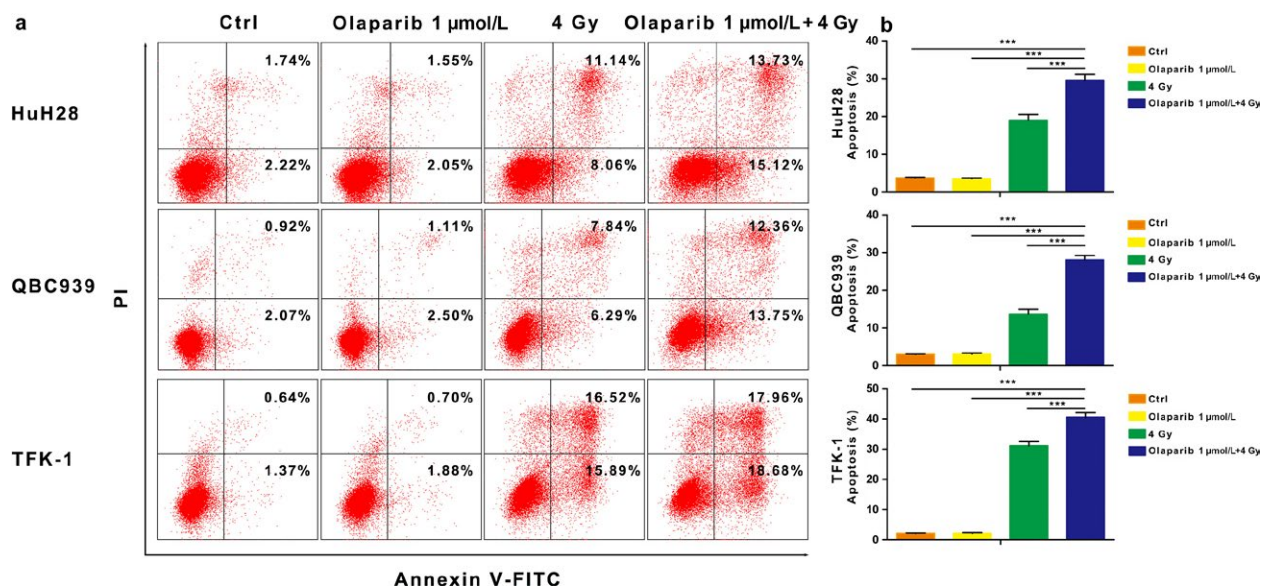 a
Ctrl Olaparib 1 µmol/L 4 Gy Olaparib 1 µmol/L+4 Gy
HuH28
1.74% 1.55% 11.14% 13.73%
2.22% 2.05% 8.06% 15.12%
QBC939
0.92% 1.11% 7.84% 12.36%
2.07% 2.50% 6.29% 13.75%
TFK-1
0.64% 0.70% 16.52% 17.96%
1.37% 1.88% 15.89% 18.68%
PI
Annexin V-FITC
b
HuH28
Apoptosis (%)
40
30
20
10
0
***
***
***
Ctrl
Olaparib 1 µmol/L
4 Gy
Olaparib 1 µmol/L+4 Gy
QBC939
Apoptosis (%)
40
30
20
10
0
***
***
***
Ctrl
Olaparib 1 µmol/L
4 Gy
Olaparib 1 µmol/L+4 Gy
TFK-1
Apoptosis (%)
50
40
30
20
10
0
***
***
***
Ctrl
Olaparib 1 µmol/L
4 Gy
Olaparib 1 µmol/L+4 Gy